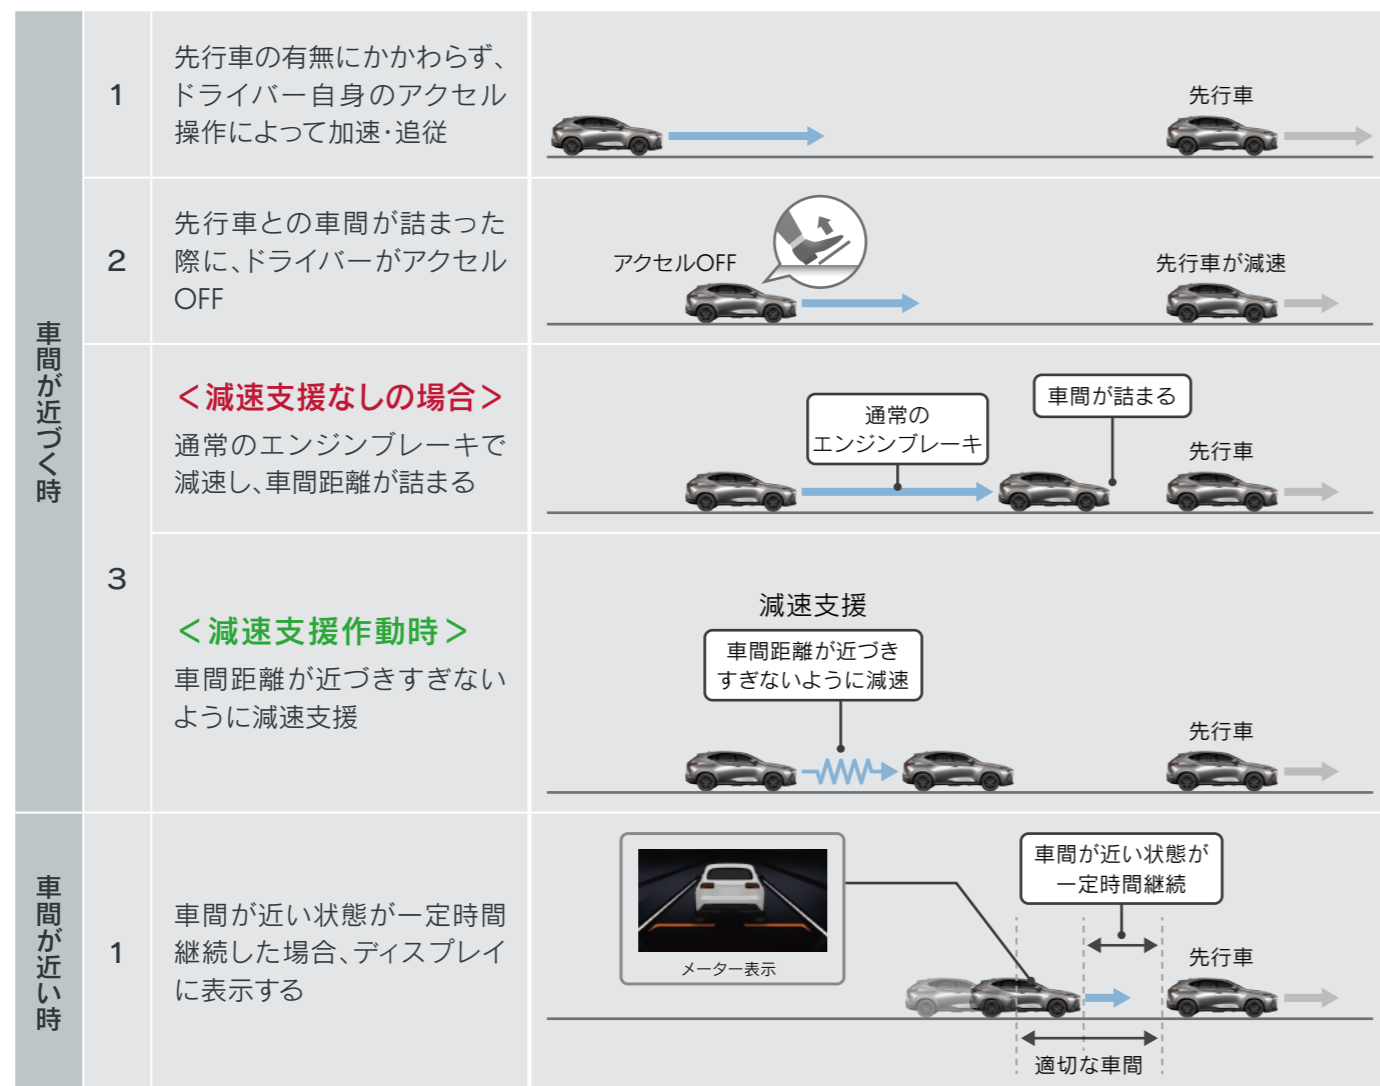 車間が近づく時
1
先行車の有無にかかわらず、
ドライバー自身のアクセル
操作によって加速・追従
先行車
2
先行車との車間が詰まった
際に、ドライバーがアクセル
OFF
アクセルOFF
先行車が減速
3
＜減速支援なしの場合＞
通常のエンジンブレーキで
減速し、車間距離が詰まる
通常の
エンジンブレーキ
車間が詰まる
先行車
＜減速支援作動時＞
車間距離が近づきすぎない
ように減速支援
減速支援
車間距離が近づき
すぎないように減速
先行車
車間が近い時
1
車間が近い状態が一定時間
継続した場合、ディスプレイ
に表示する
メーター表示
車間が近い状態が
一定時間継続
先行車
適切な車間